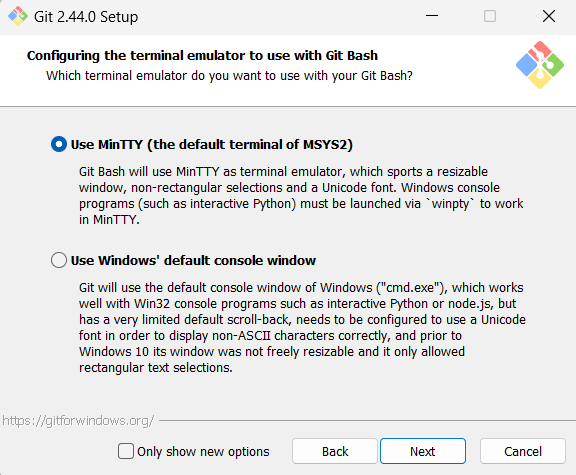 Git 2.44.0 Setup
Configuring the terminal emulator to use with Git Bash
Which terminal emulator do you want to use with your Git Bash?
Use MinTTY (the default terminal of MSYS2)
Git Bash will use MinTTY as terminal emulator, which sports a resizable
window, non-rectangular selections and a Unicode font. Windows console
programs (such as interactive Python) must be launched via `winpty` to work
in MinTTY.
Use Windows' default console window
Git will use the default console window of Windows ("cmd.exe"), which works
well with Win32 console programs such as interactive Python or node.js, but
has a very limited default scroll-back, needs to be configured to use a Unicode
font in order to display non-ASCII characters correctly, and prior to
Windows 10 its window was not freely resizable and it only allowed
rectangular text selections.
https://gitforwindows.org/
Only show new options
Back
Next
Cancel